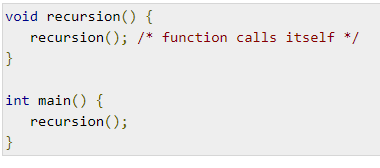 void recursion() {
   recursion(); /* function calls itself */
}

int main() {
   recursion();
}